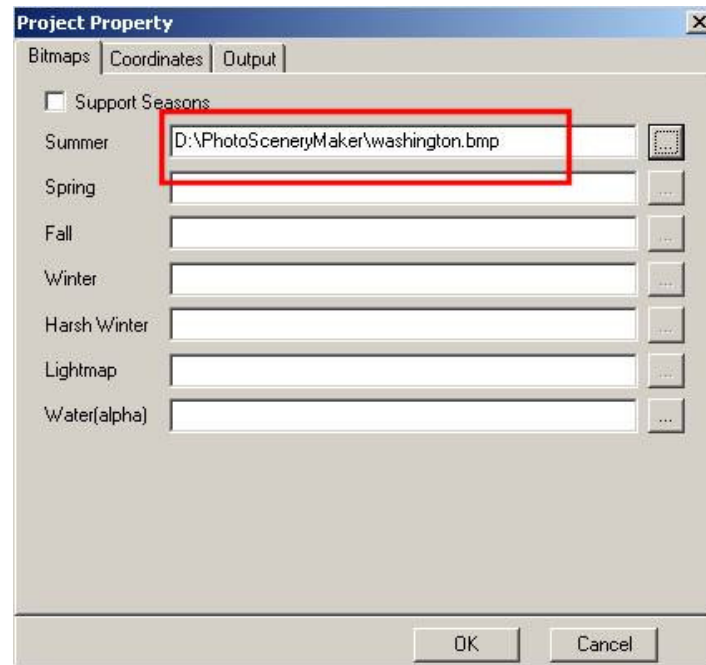 Project Property
Bitmaps Coordinates Output
Support Seasons
Summer D:\PhotoSceneryMaker\washington.bmp ...
Spring ...
Fall ...
Winter ...
Harsh Winter ...
Lightmap ...
Water(alpha) ...
OK Cancel